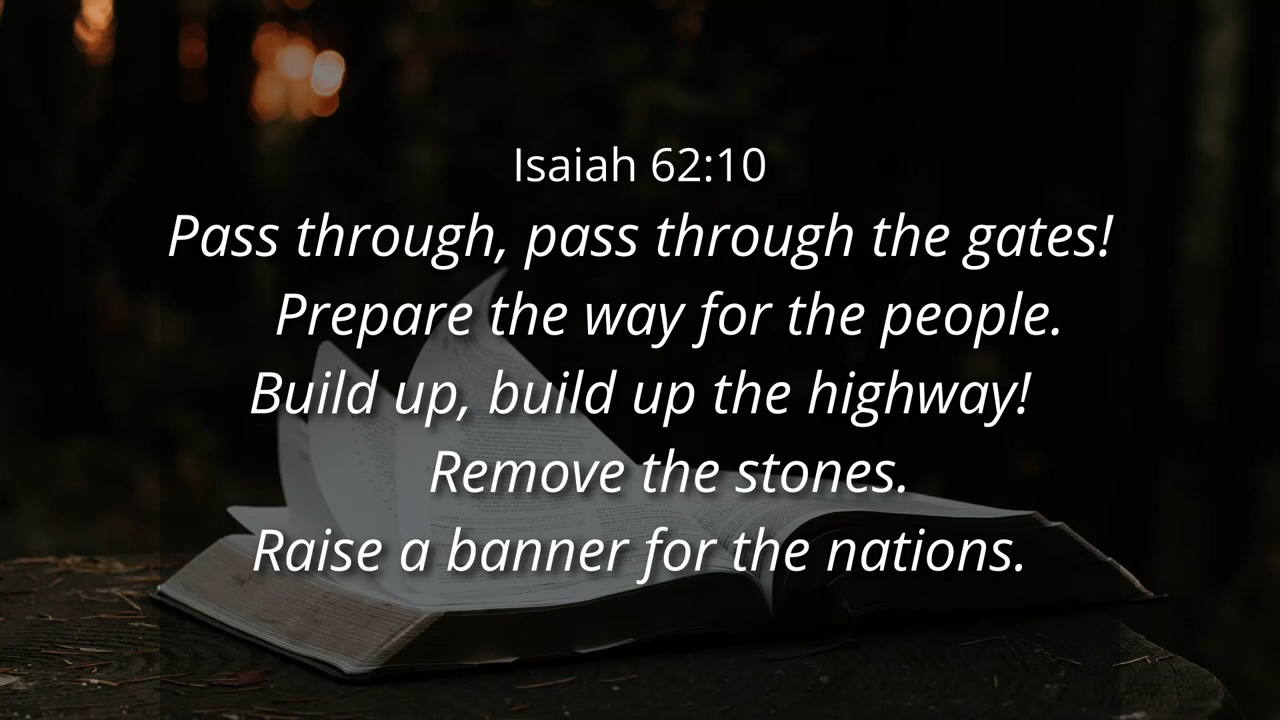 Isaiah 62:10
Pass through, pass through the gates!
Prepare the way for the people.
Build up, build up the highway!
Remove the stones.
Raise a banner for the nations.